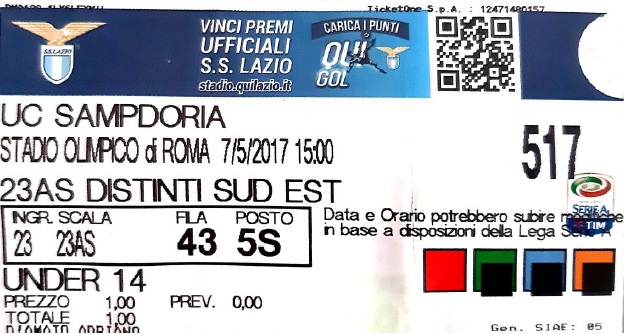 TicketOne S.p.A. : 12471480157
S.S.LAZIO
VINCI PREMI
UFFICIALI
S.S. LAZIO
stadio.quilazio.it
CARICA I PUNTI
QUI
GOL
UC SAMPDORIA
STADIO OLIMPICO di ROMA 7/5/2017 15:00
517
23AS DISTINTI SUD EST
SERIE A
TIM
INGR. SCALA FILA POSTO
23 23AS 43 5S
Data e Orario potrebbero subire
in base a disposizioni della Lega Serie A
UNDER 14
PREZZO 1,00 PREV. 0,00
TOTALE 1,00
D'AMATO ADRIANO
Gen. SIAE: 05